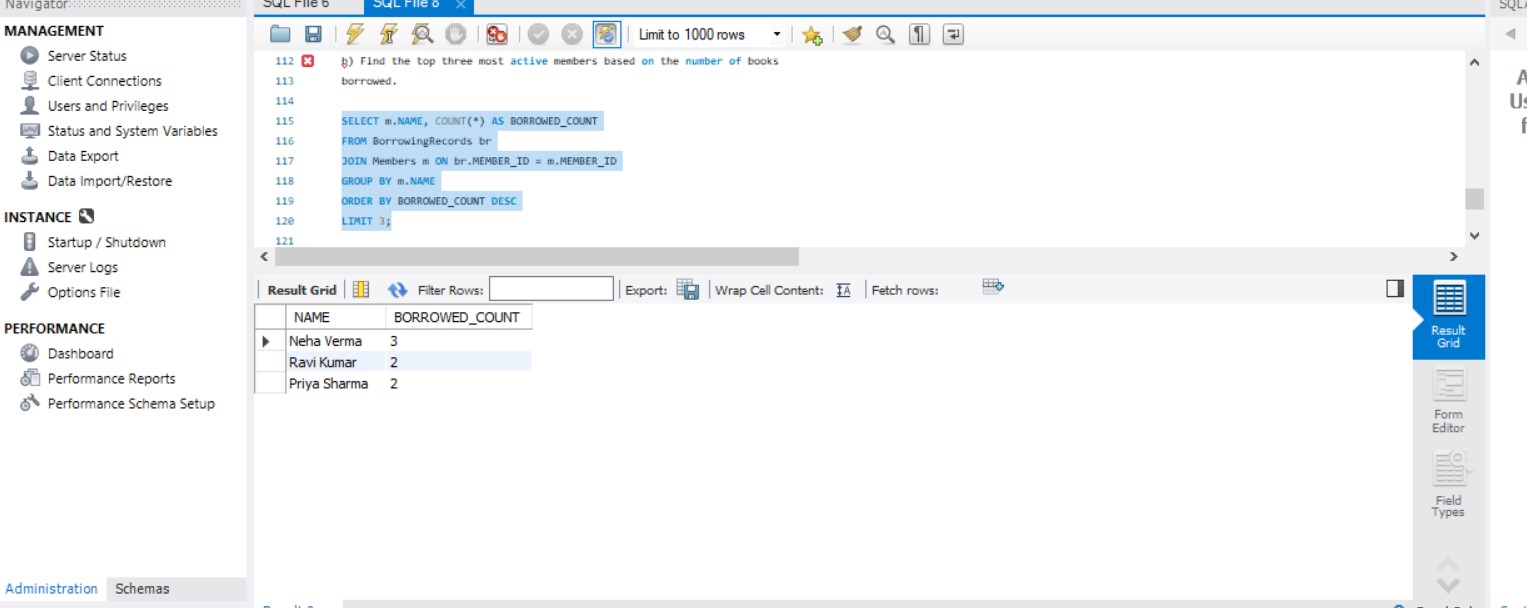 Navigator
SQL File 6
SQL File 8
MANAGEMENT
Server Status
Client Connections
Users and Privileges
Status and System Variables
Data Export
Data Import/Restore
INSTANCE
Startup / Shutdown
Server Logs
Options File
PERFORMANCE
Dashboard
Performance Reports
Performance Schema Setup
Administration
Schemas
Limit to 1000 rows
112 b) Find the top three most active members based on the number of books
113 borrowed.
114
115 SELECT m.NAME, COUNT(*) AS BORROWED_COUNT
116 FROM BorrowingRecords br
117 JOIN Members m ON br.MEMBER_ID = m.MEMBER_ID
118 GROUP BY m.NAME
119 ORDER BY BORROWED_COUNT DESC
120 LIMIT 3;
121
Result Grid
Filter Rows:
Export:
Wrap Cell Content:
Fetch rows:
NAME BORROWED_COUNT
Neha Verma 3
Ravi Kumar 2
Priya Sharma 2
Result
Grid
Form
Editor
Field
Types